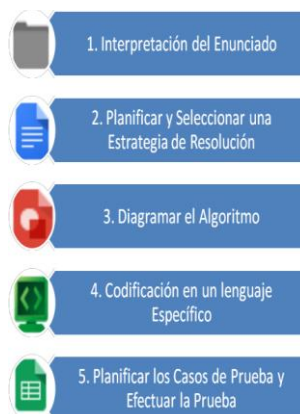 1. Interpretación del Enunciado
2. Planificar y Seleccionar una
Estrategia de Resolución
3. Diagramar el Algoritmo
4. Codificación en un lenguaje
Específico
5. Planificar los Casos de Prueba y
Efectuar la Prueba